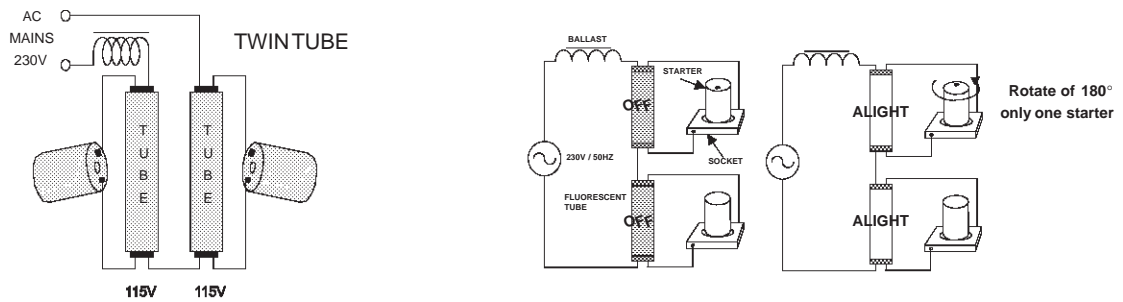 AC
MAINS
230V
TWIN TUBE
T
U
B
E
T
U
B
E
115V
115V
BALLAST
STARTER
OFF
SOCKET
230V / 50HZ
FLUORESCENT
TUBE
OFF
ALIGHT
ALIGHT
Rotate of 180°
only one starter